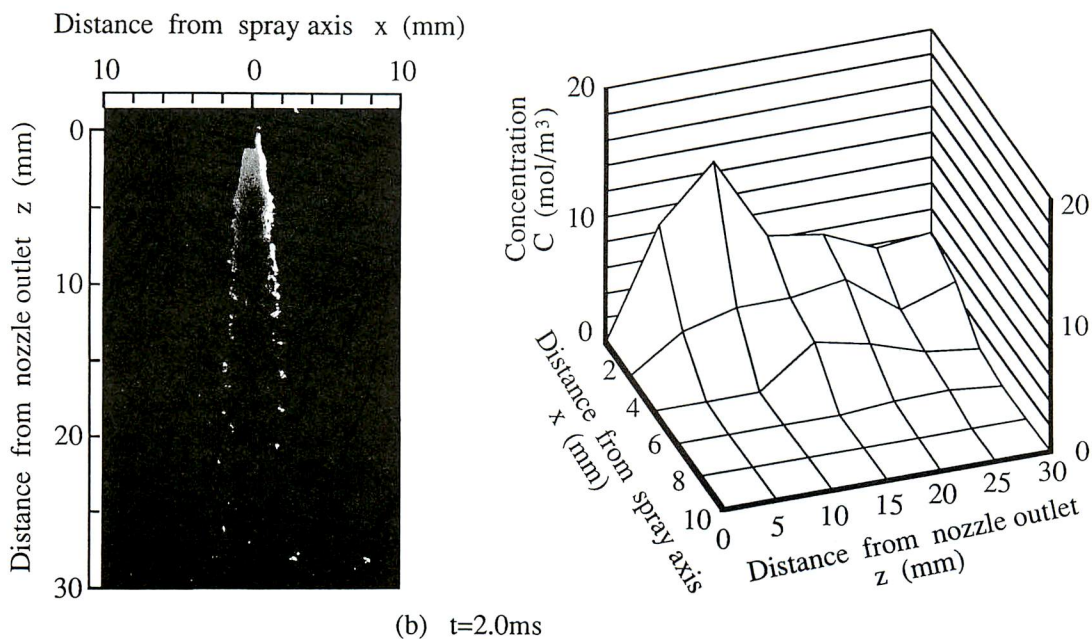 Distance from spray axis x (mm)
10 0 10
0
10
20
30
Distance from nozzle outlet z (mm)
20
10
0
Concentration
C (mol/m³)
2
4
6
8
10
Distance from spray axis
x (mm)
0
5
10
15
20
25
30
Distance from nozzle outlet
z (mm)
20
10
0
(b) t=2.0ms